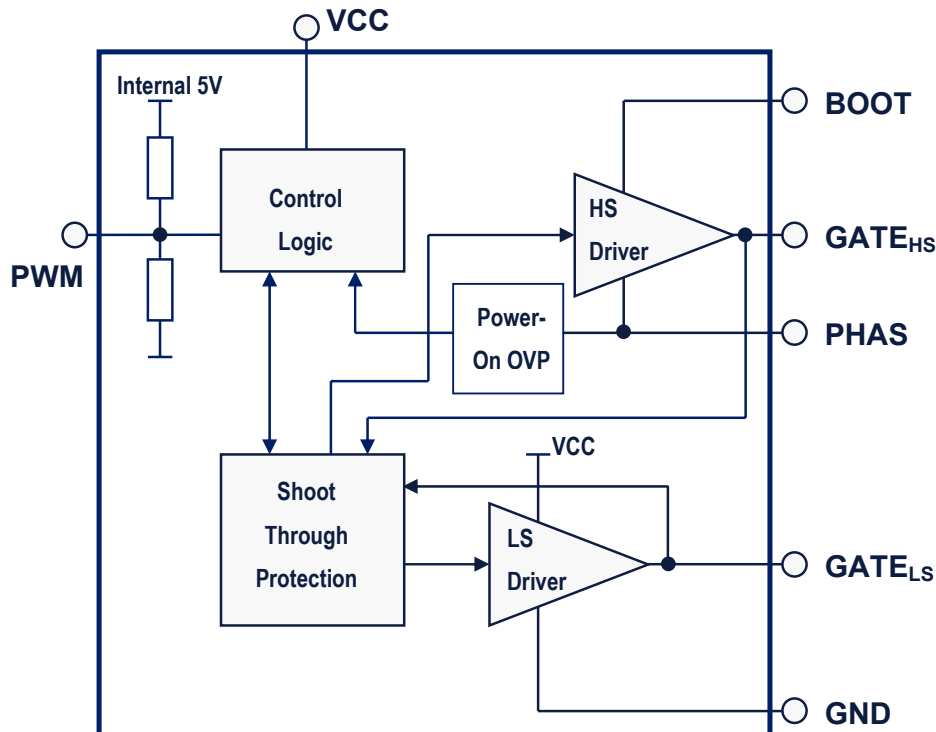 VCC
Internal 5V
BOOT
Control
Logic
HS
Driver
GATEHS
PWM
Power-
On OVP
PHAS
VCC
Shoot
Through
Protection
LS
Driver
GATELS
GND